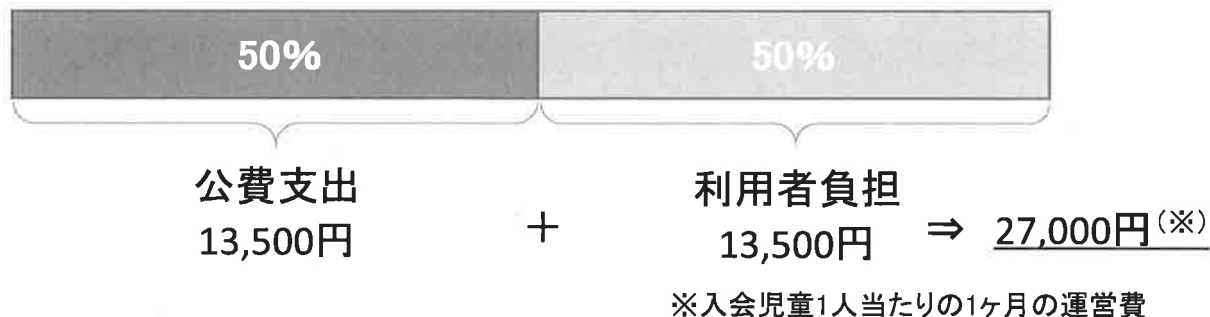 50% 50%
公費支出 利用者負担
13,500円 + 13,500円 ⇒ 27,000円(※)
※入会児童1人当たりの1ヶ月の運営費